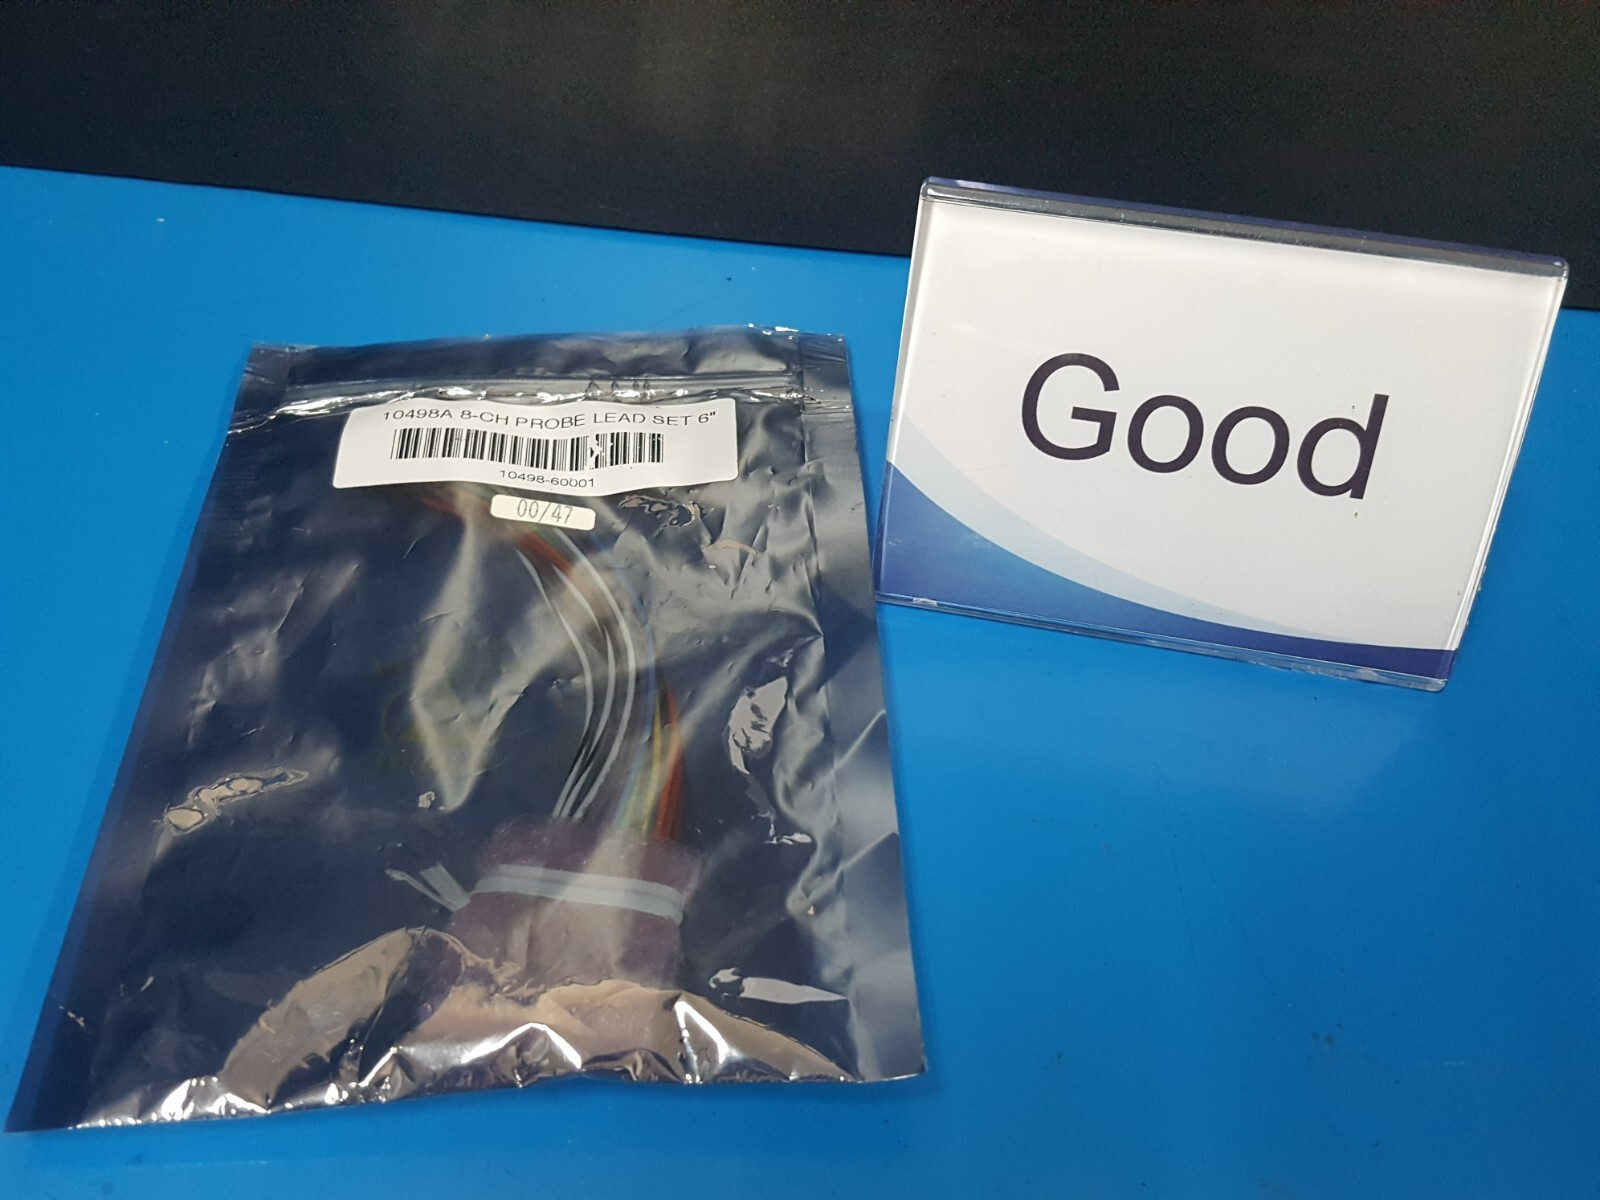 10498A 8-CH PROBE LEAD SET 6"
10498-60001
00/47
Good